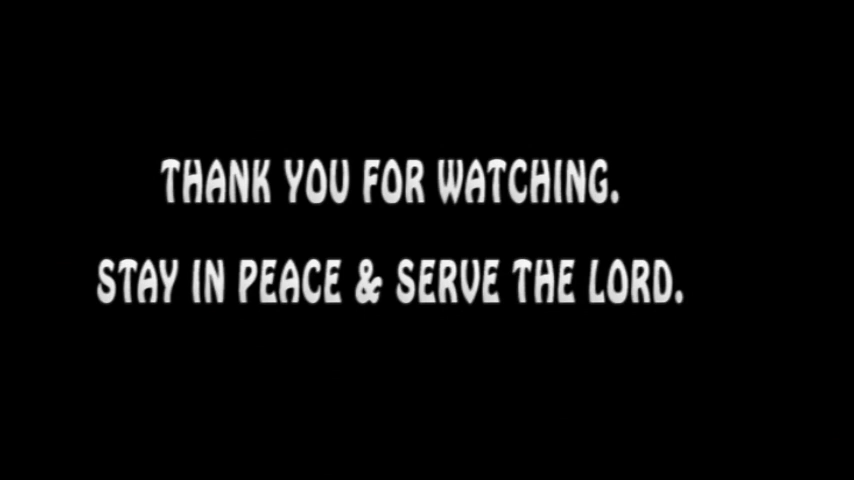 THANK YOU FOR WATCHING.
STAY IN PEACE & SERVE THE LORD.